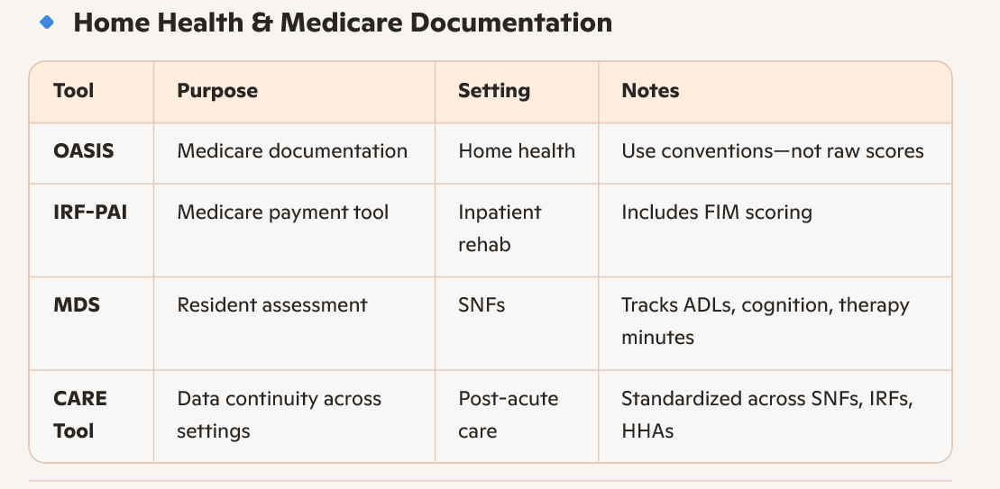 Home Health & Medicare Documentation
Tool Purpose Setting Notes
OASIS Medicare documentation Home health Use conventions—not raw scores
IRF-PAI Medicare payment tool Inpatient Includes FIM scoring
rehab
MDS Resident assessment SNFs Tracks ADLs, cognition, therapy
minutes
CARE Data continuity across Post-acute Standardized across SNFs, IRFs,
Tool settings care HHAs